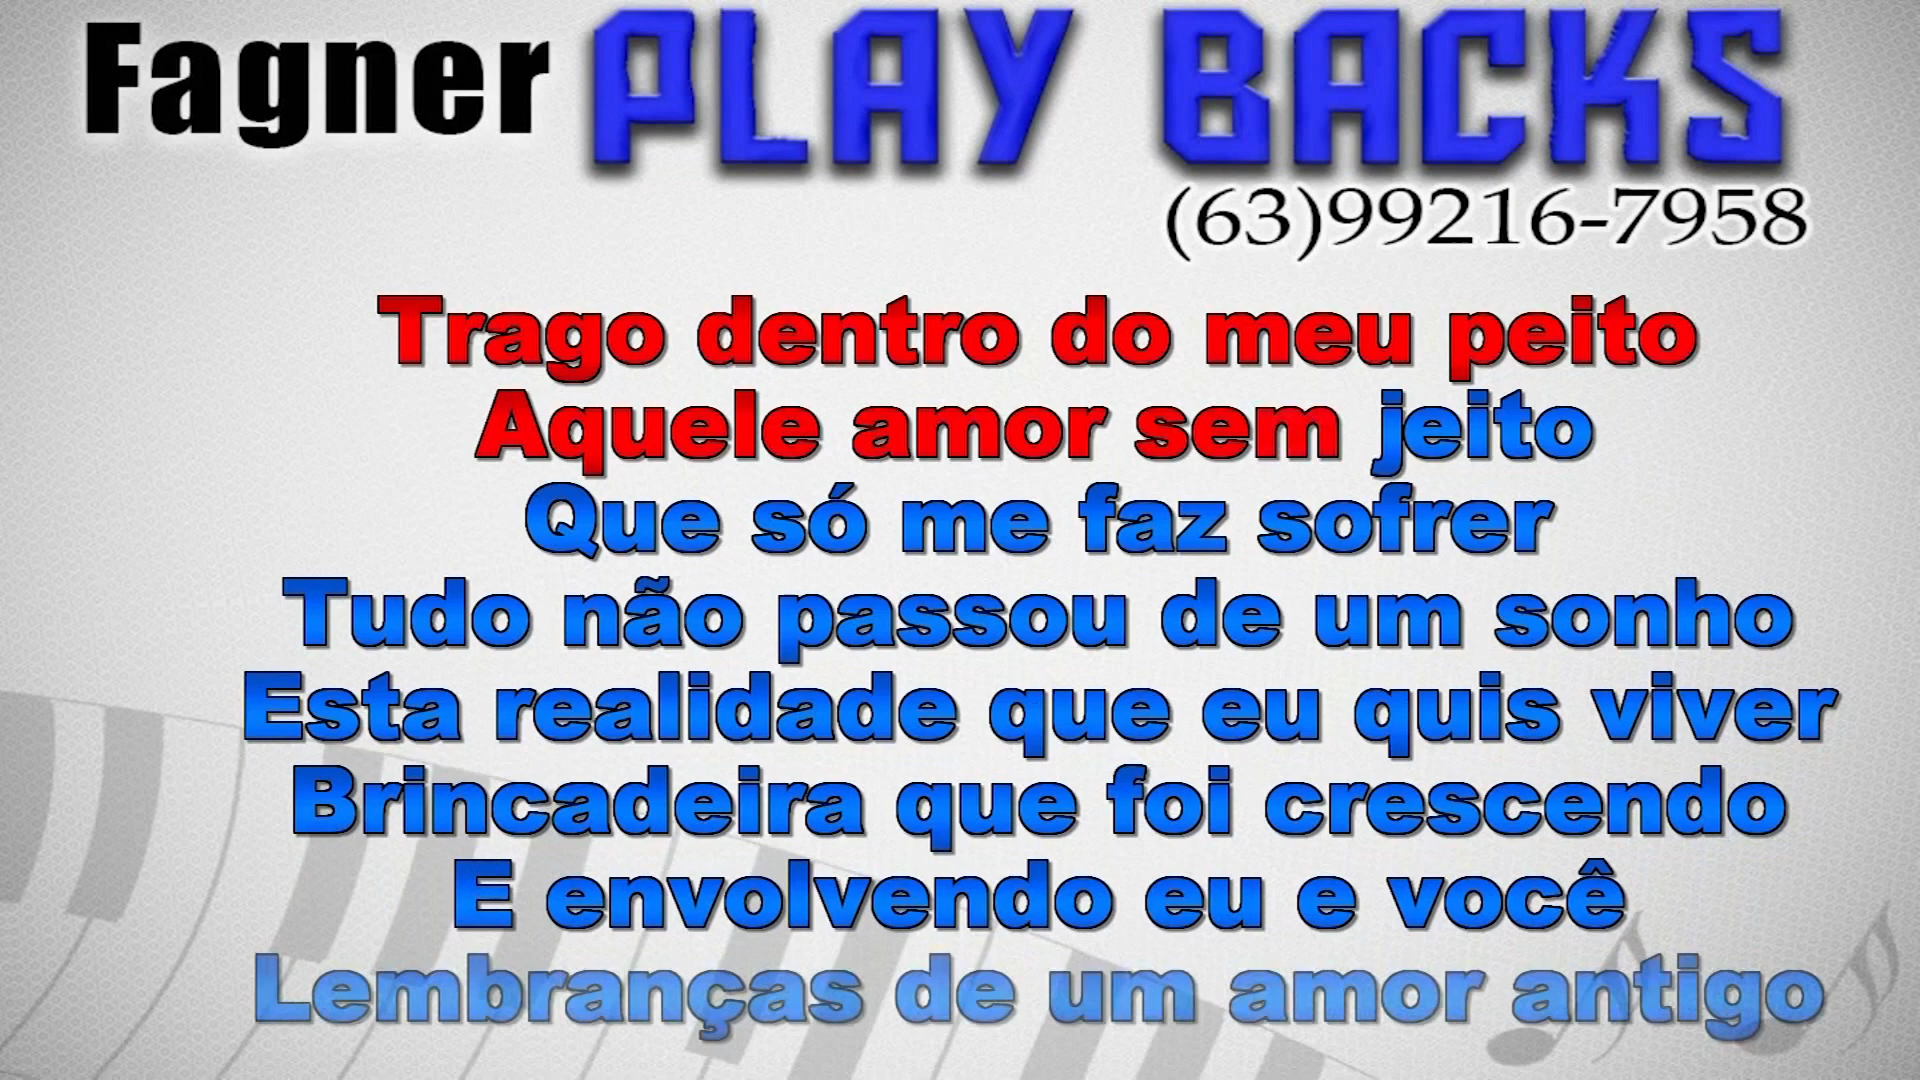 Fagner PLAY BACKS
(63)99216-7958
Trago dentro do meu peito
Aquele amor sem jeito
Que só me faz sofrer
Tudo não passou de um sonho
Esta realidade que eu quis viver
Brincadeira que foi crescendo
E envolvendo eu e você
Lembranças de um amor antigo